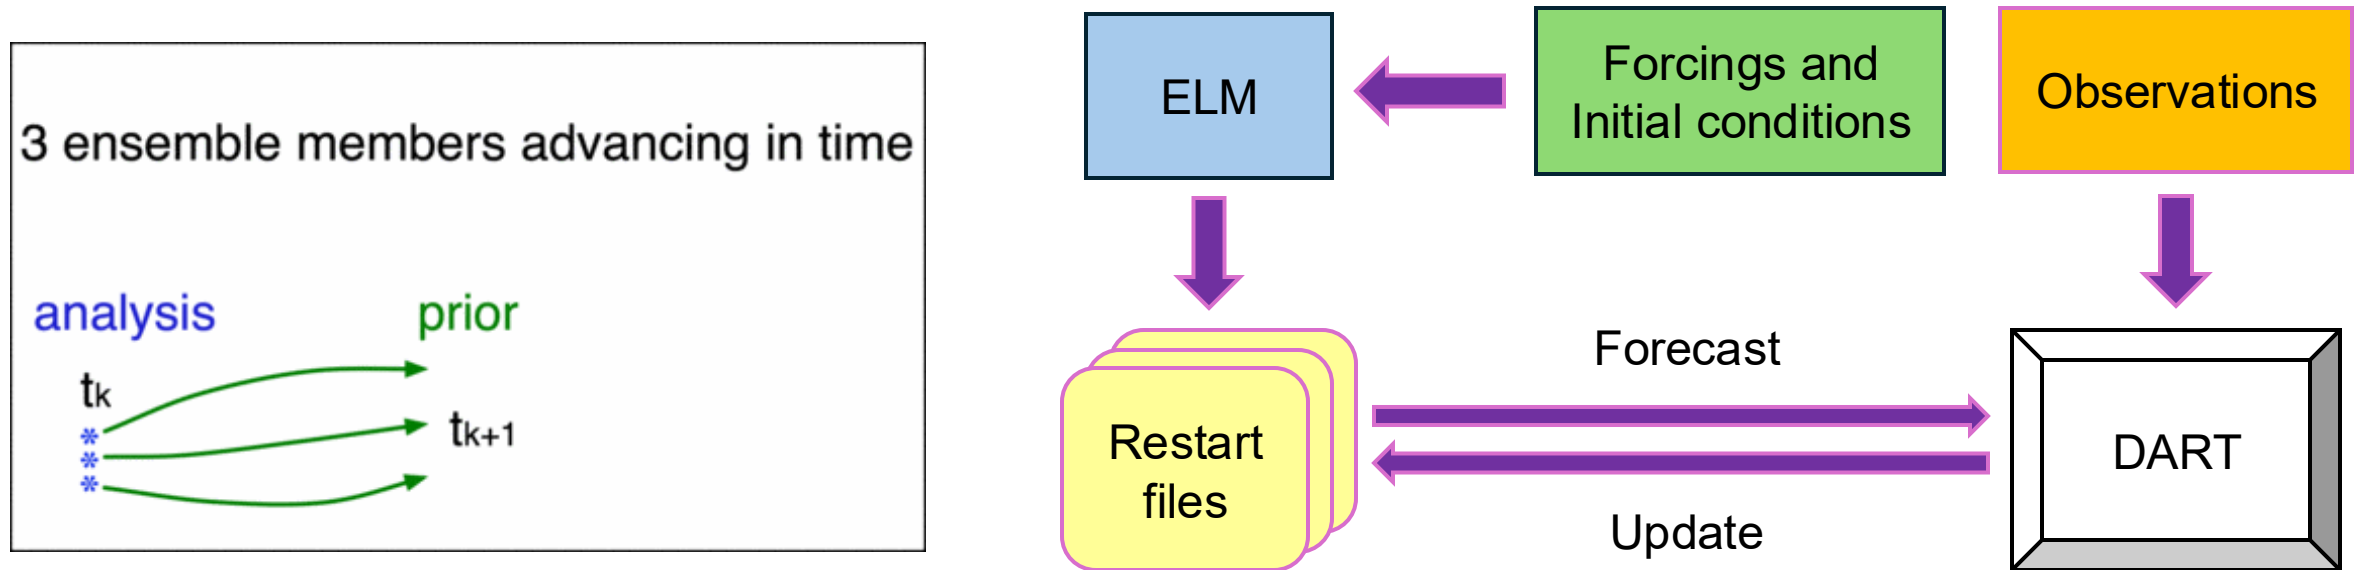 3 ensemble members advancing in time
analysis
prior
tk
tk+1
*
*
*
ELM
Forcings and
Initial conditions
Observations
Restart
files
Forecast
Update
DART